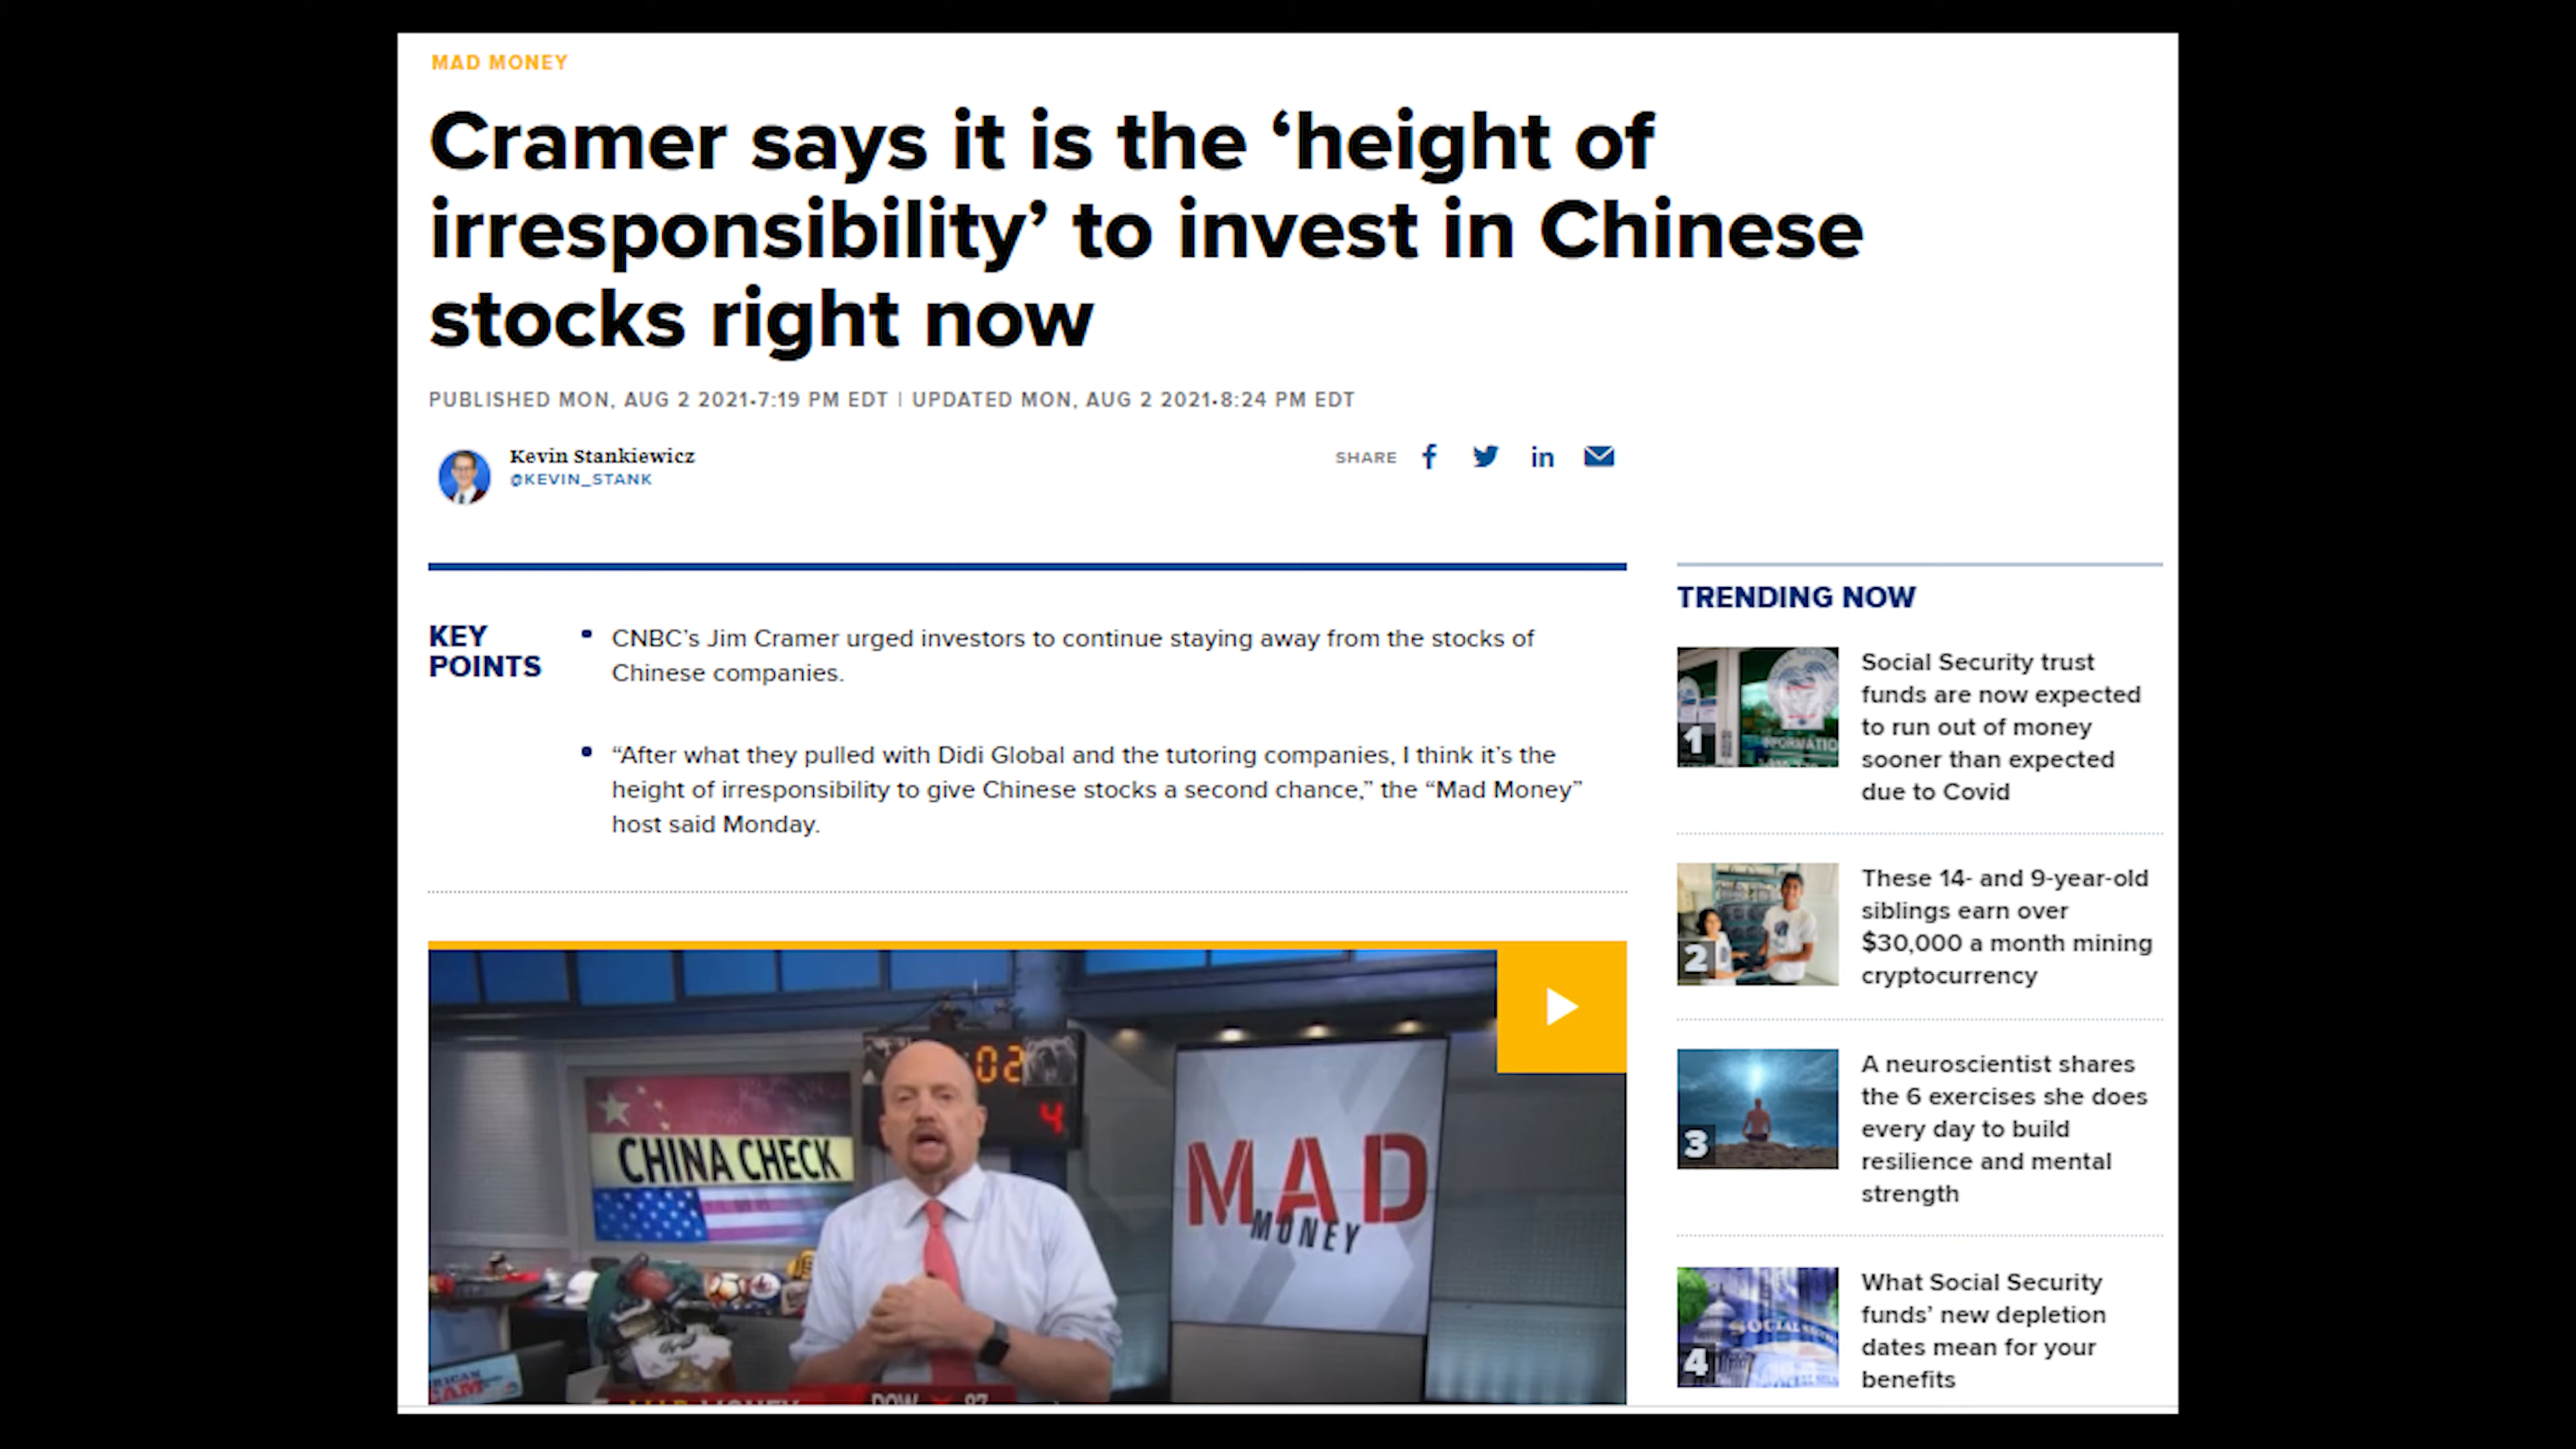 MAD MONEY
Cramer says it is the ‘height of
irresponsibility’ to invest in Chinese
stocks right now
PUBLISHED MON, AUG 2 2021•7:19 PM EDT | UPDATED MON, AUG 2 2021•8:24 PM EDT
Kevin Stankiewicz
@KEVIN_STANK
SHARE
KEY
POINTS
CNBC’s Jim Cramer urged investors to continue staying away from the stocks of
Chinese companies.
“After what they pulled with Didi Global and the tutoring companies, I think it’s the
height of irresponsibility to give Chinese stocks a second chance,” the “Mad Money”
host said Monday.
:02
4
CHINA CHECK
MAD
MONEY
DOW 87
TRENDING NOW
1
Social Security trust
funds are now expected
to run out of money
sooner than expected
due to Covid
2
These 14- and 9-year-old
siblings earn over
$30,000 a month mining
cryptocurrency
3
A neuroscientist shares
the 6 exercises she does
every day to build
resilience and mental
strength
4
What Social Security
funds’ new depletion
dates mean for your
benefits